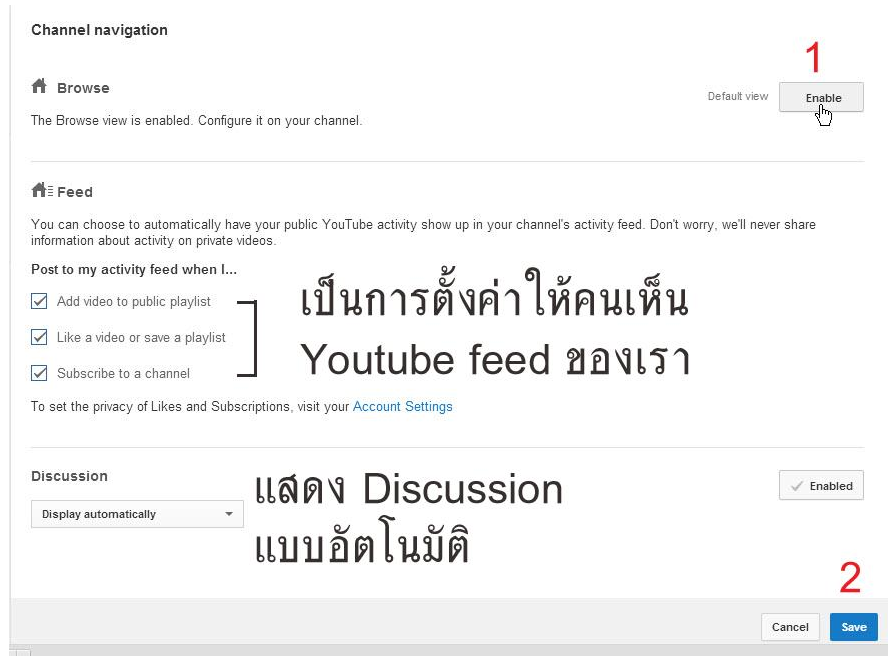 Channel navigation
1
Browse
Default view
Enable
The Browse view is enabled. Configure it on your channel.
Feed
You can choose to automatically have your public YouTube activity show up in your channel's activity feed. Don't worry, we'll never share
information about activity on private videos.
Post to my activity feed when I...
Add video to public playlist
Like a video or save a playlist
Subscribe to a channel
เป็นการตั้งค่าให้คนเห็น
Youtube feed ของเรา
To set the privacy of Likes and Subscriptions, visit your Account Settings
Discussion
Display automatically
แสดง Discussion
แบบอัตโนมัติ
Enabled
2
Cancel
Save